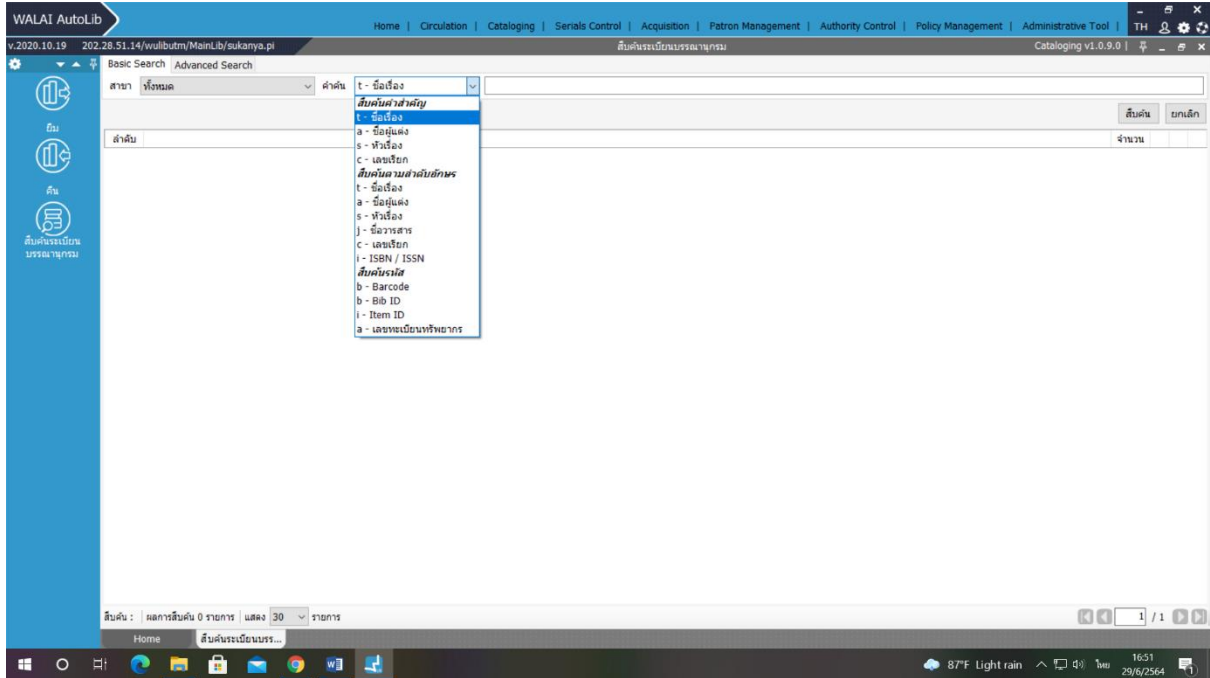 WALAI AutoLib
Home | Circulation | Cataloging | Serials Control | Acquisition | Patron Management | Authority Control | Policy Management | Administrative Tool | TH
v.2020.10.19 202.28.51.14/wulibutm/MainLib/sukanya.pi สืบค้นระเบียนบรรณานุกรม Cataloging v1.0.9.0 |
Basic Search Advanced Search
สาขา ทั้งหมด คำค้น t - ชื่อเรื่อง
สืบค้น ยกเลิก
ลำดับ จำนวน
สืบค้นคำสำคัญ
t - ชื่อเรื่อง
a - ชื่อผู้แต่ง
s - หัวเรื่อง
c - เลขเรียก
สืบค้นตามลำดับอักษร
t - ชื่อเรื่อง
a - ชื่อผู้แต่ง
s - หัวเรื่อง
j - ชื่อวารสาร
c - เลขเรียก
i - ISBN / ISSN
สืบค้นรหัส
b - Barcode
b - Bib ID
i - Item ID
a - เลขทะเบียนทรัพยากร
ยืม
คืน
สืบค้นระเบียน
บรรณานุกรม
สืบค้น : ผลการสืบค้น 0 รายการ แสดง 30 รายการ 1 / 1
Home สืบค้นระเบียนบรร...
87°F Light rain ไทย 16:51
29/6/2564